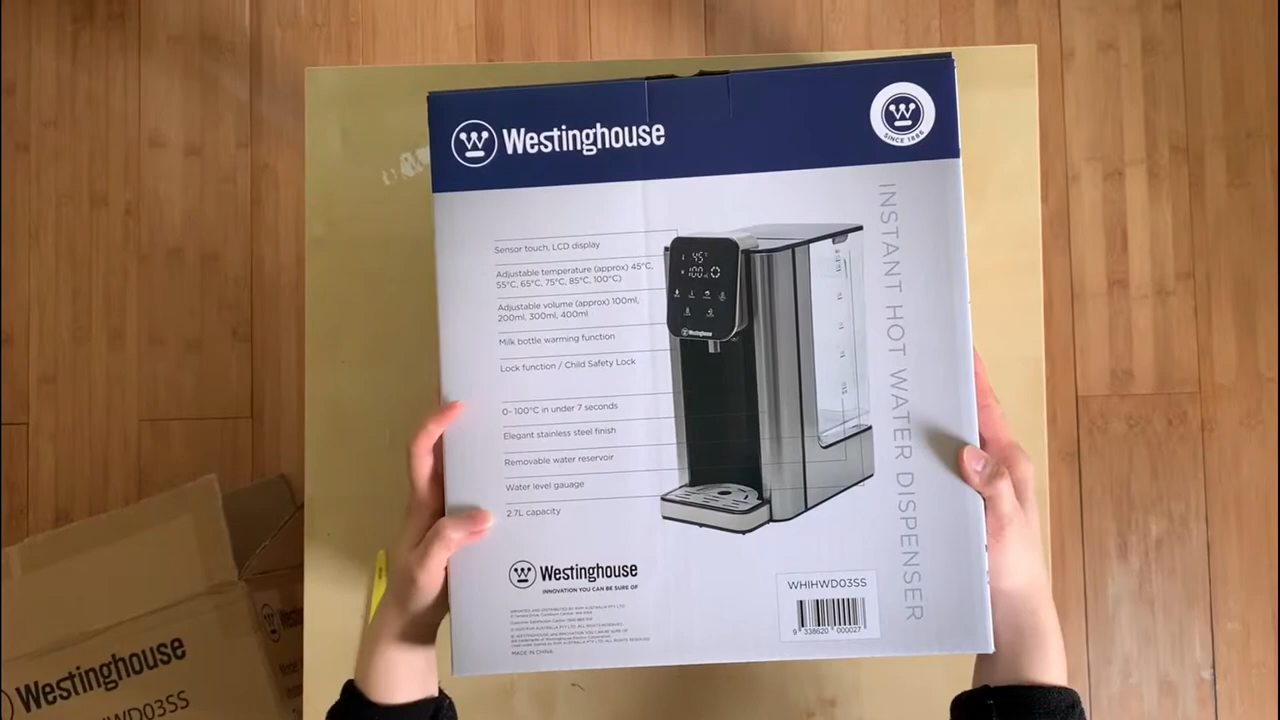 Westinghouse
SINCE 1886
INSTANT HOT WATER DISPENSER
Sensor touch, LCD display
Adjustable temperature (approx) 45°C,
55°C, 65°C, 75°C, 85°C, 100°C)
Adjustable volume (approx) 100ml,
200ml, 300ml, 400ml
Milk bottle warming function
Lock function / Child Safety Lock
0- 100°C in under 7 seconds
Elegant stainless steel finish
Removable water reservoir
Water level gauage
2.7L capacity
45°
100
Westinghouse
Westinghouse
INNOVATION YOU CAN BE SURE OF
MADE IN CHINA
WHIHWD03SS
9 338620 000027
Westinghouse
WHIHWD03SS